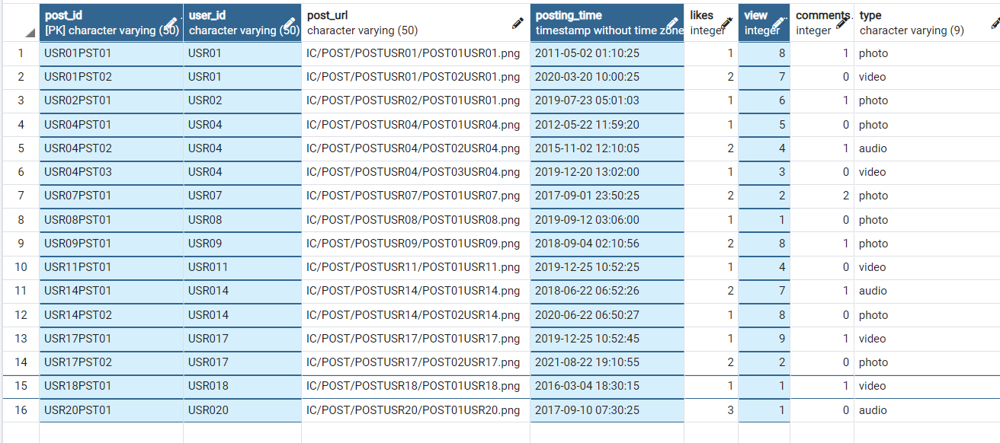 post_id user_id post_url posting_time likes view comments type
[PK] character varying (50) character varying (50) character varying (50) timestamp without time zone integer integer integer character varying (9)
1 USR01PST01 USR01 IC/POST/POSTUSR01/POST01USR01.png 2011-05-02 01:10:25 1 8 1 photo
2 USR01PST02 USR01 IC/POST/POSTUSR01/POST02USR01.png 2020-03-20 10:00:25 2 7 0 video
3 USR02PST01 USR02 IC/POST/POSTUSR02/POST01USR01.png 2019-07-23 05:01:03 1 6 1 photo
4 USR04PST01 USR04 IC/POST/POSTUSR04/POST01USR04.png 2012-05-22 11:59:20 1 5 0 photo
5 USR04PST02 USR04 IC/POST/POSTUSR04/POST02USR04.png 2015-11-02 12:10:05 2 4 1 audio
6 USR04PST03 USR04 IC/POST/POSTUSR04/POST03USR04.png 2019-12-20 13:02:00 1 3 0 video
7 USR07PST01 USR07 IC/POST/POSTUSR07/POST01USR07.png 2017-09-01 23:50:25 2 2 2 photo
8 USR08PST01 USR08 IC/POST/POSTUSR08/POST01USR08.png 2019-09-12 03:06:00 1 1 0 photo
9 USR09PST01 USR09 IC/POST/POSTUSR09/POST01USR09.png 2018-09-04 02:10:56 2 8 1 photo
10 USR11PST01 USR011 IC/POST/POSTUSR11/POST01USR11.png 2019-12-25 10:52:25 1 4 0 video
11 USR14PST01 USR014 IC/POST/POSTUSR14/POST01USR14.png 2018-06-22 06:52:26 2 7 1 audio
12 USR14PST02 USR014 IC/POST/POSTUSR14/POST02USR14.png 2020-06-22 06:50:27 1 8 0 photo
13 USR17PST01 USR017 IC/POST/POSTUSR17/POST01USR17.png 2019-12-25 10:52:45 1 9 1 video
14 USR17PST02 USR017 IC/POST/POSTUSR17/POST02USR17.png 2021-08-22 19:10:55 2 2 0 photo
15 USR18PST01 USR018 IC/POST/POSTUSR18/POST01USR18.png 2016-03-04 18:30:15 1 1 1 video
16 USR20PST01 USR020 IC/POST/POSTUSR20/POST01USR20.png 2017-09-10 07:30:25 3 1 0 audio